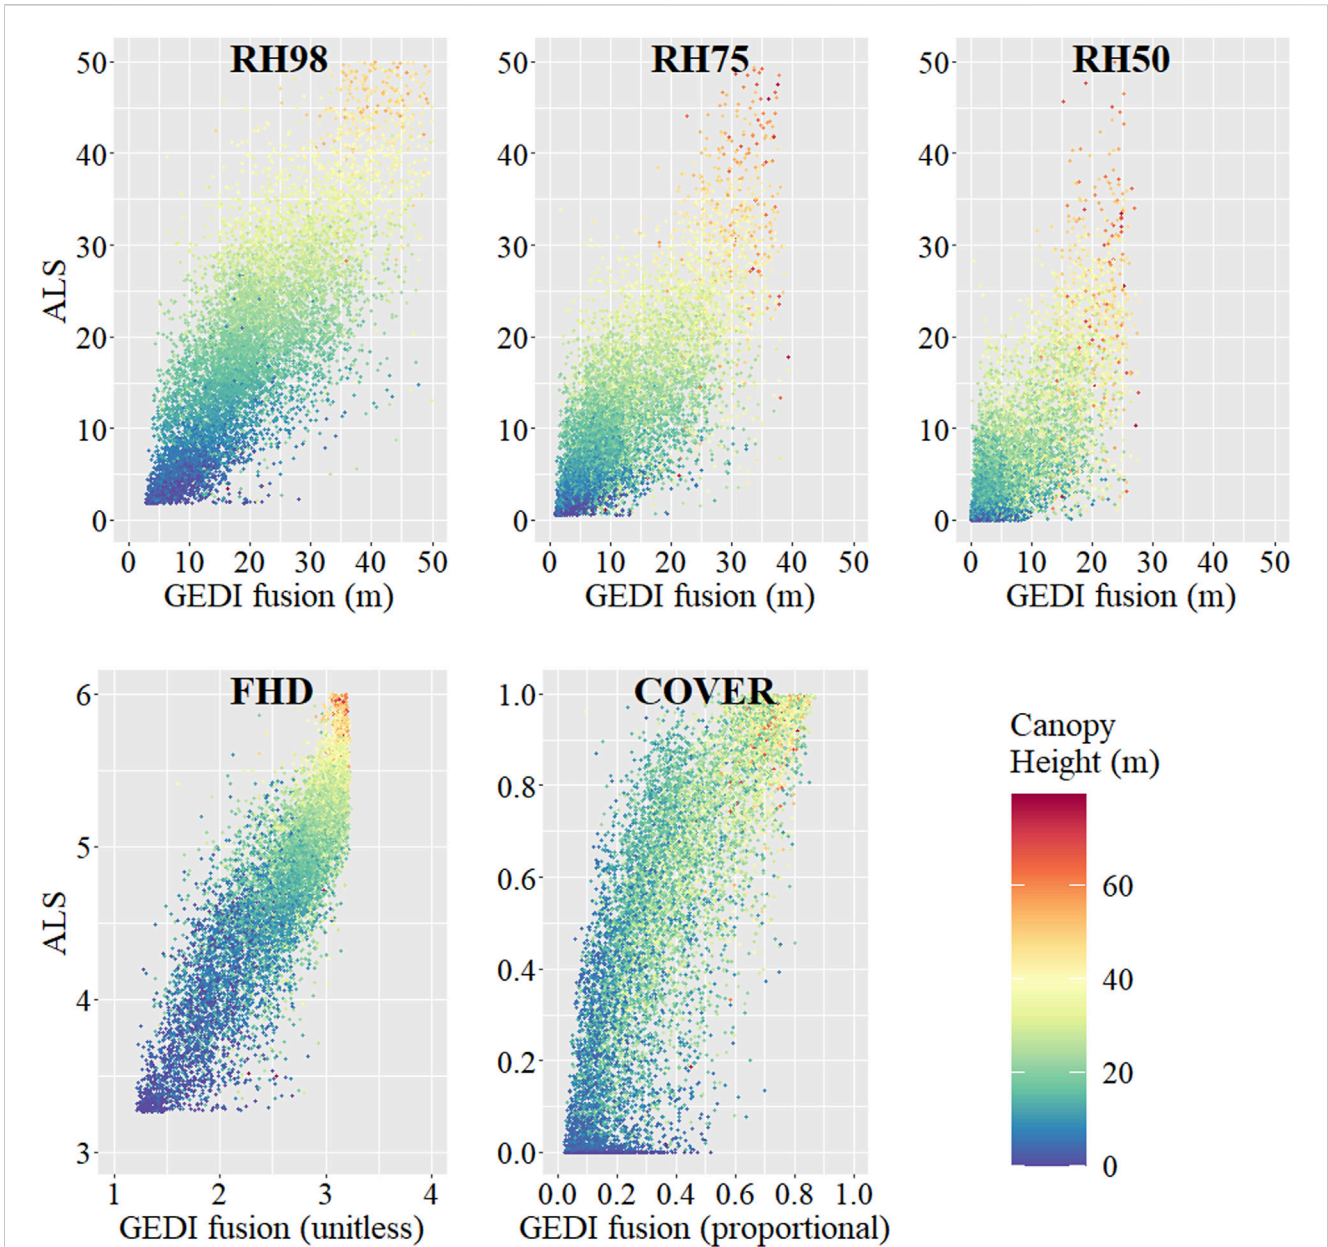 RH98
RH75
RH50
50
40
30
20
10
0
ALS
0 10 20 30 40 50
GEDI fusion (m)
50
40
30
20
10
0
0 10 20 30 40 50
GEDI fusion (m)
50
40
30
20
10
0
0 10 20 30 40 50
GEDI fusion (m)
FHD
6
5
4
3
ALS
1 2 3 4
GEDI fusion (unitless)
COVER
1.0
0.8
0.6
0.4
0.2
0.0
0.0 0.2 0.4 0.6 0.8 1.0
GEDI fusion (proportional)
Canopy
Height (m)
60
40
20
0